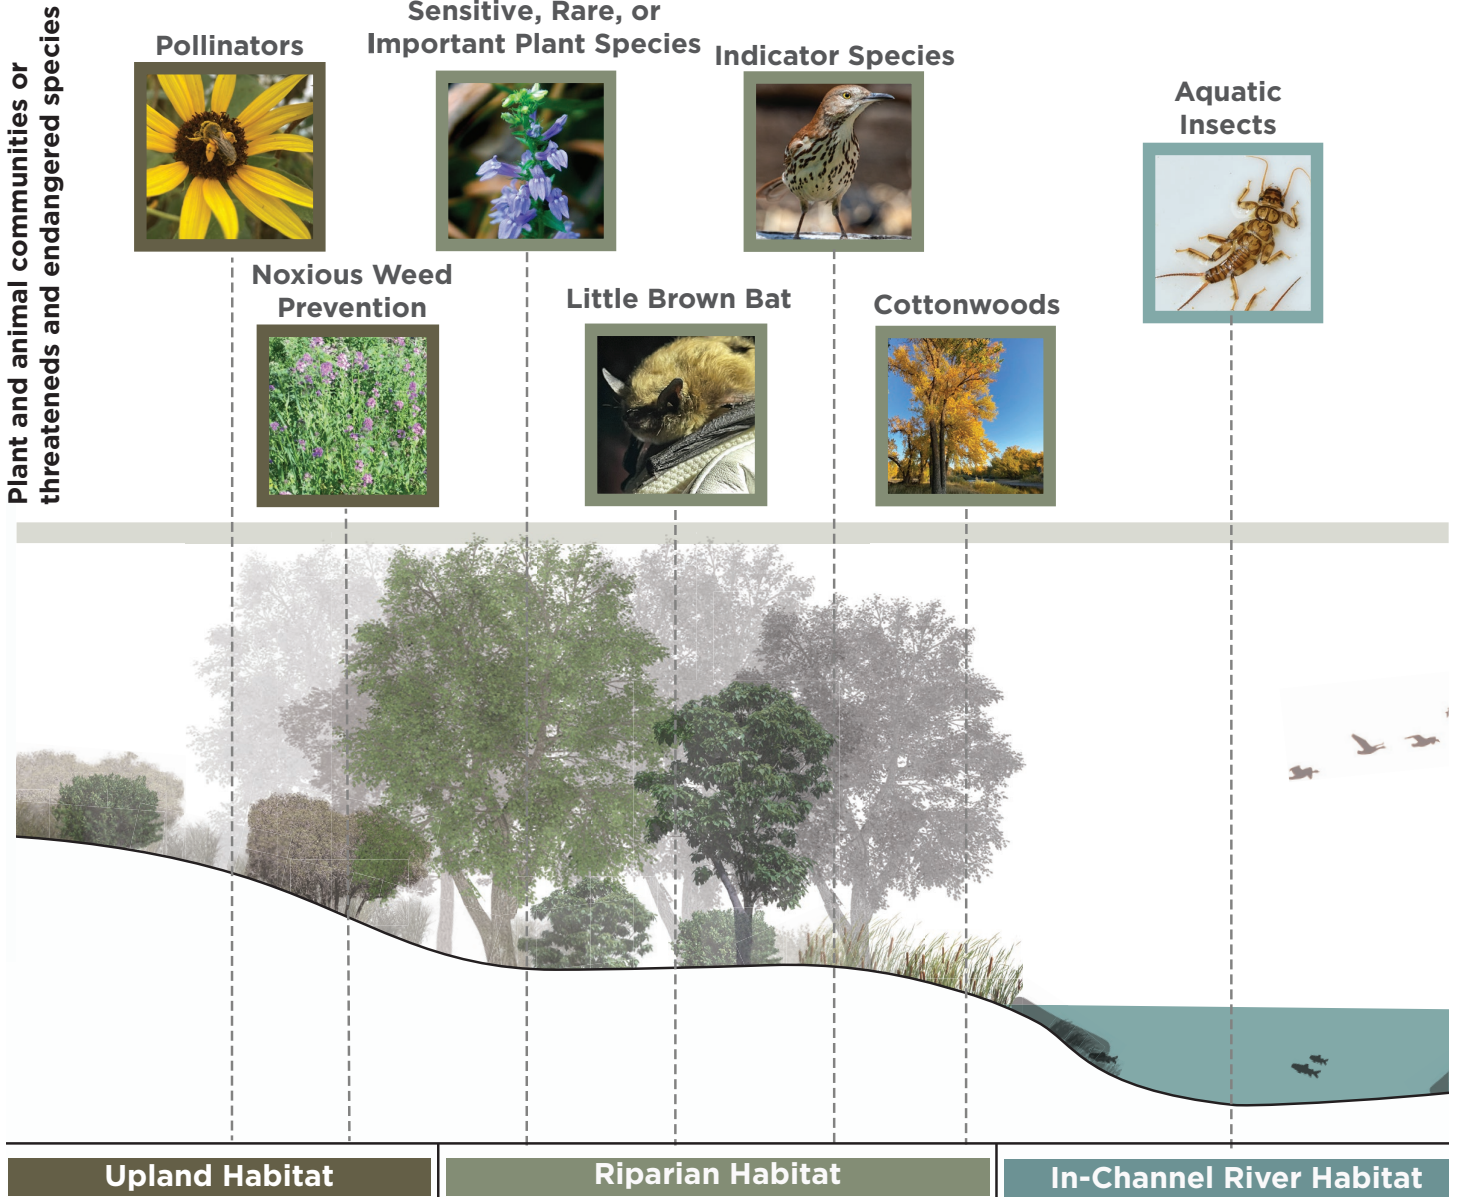 Plant and animal communities or
threateneds and endangered species
Pollinators
Sensitive, Rare, or
Important Plant Species
Indicator Species
Aquatic
Insects
Noxious Weed
Prevention
Little Brown Bat
Cottonwoods
Upland Habitat
Riparian Habitat
In-Channel River Habitat